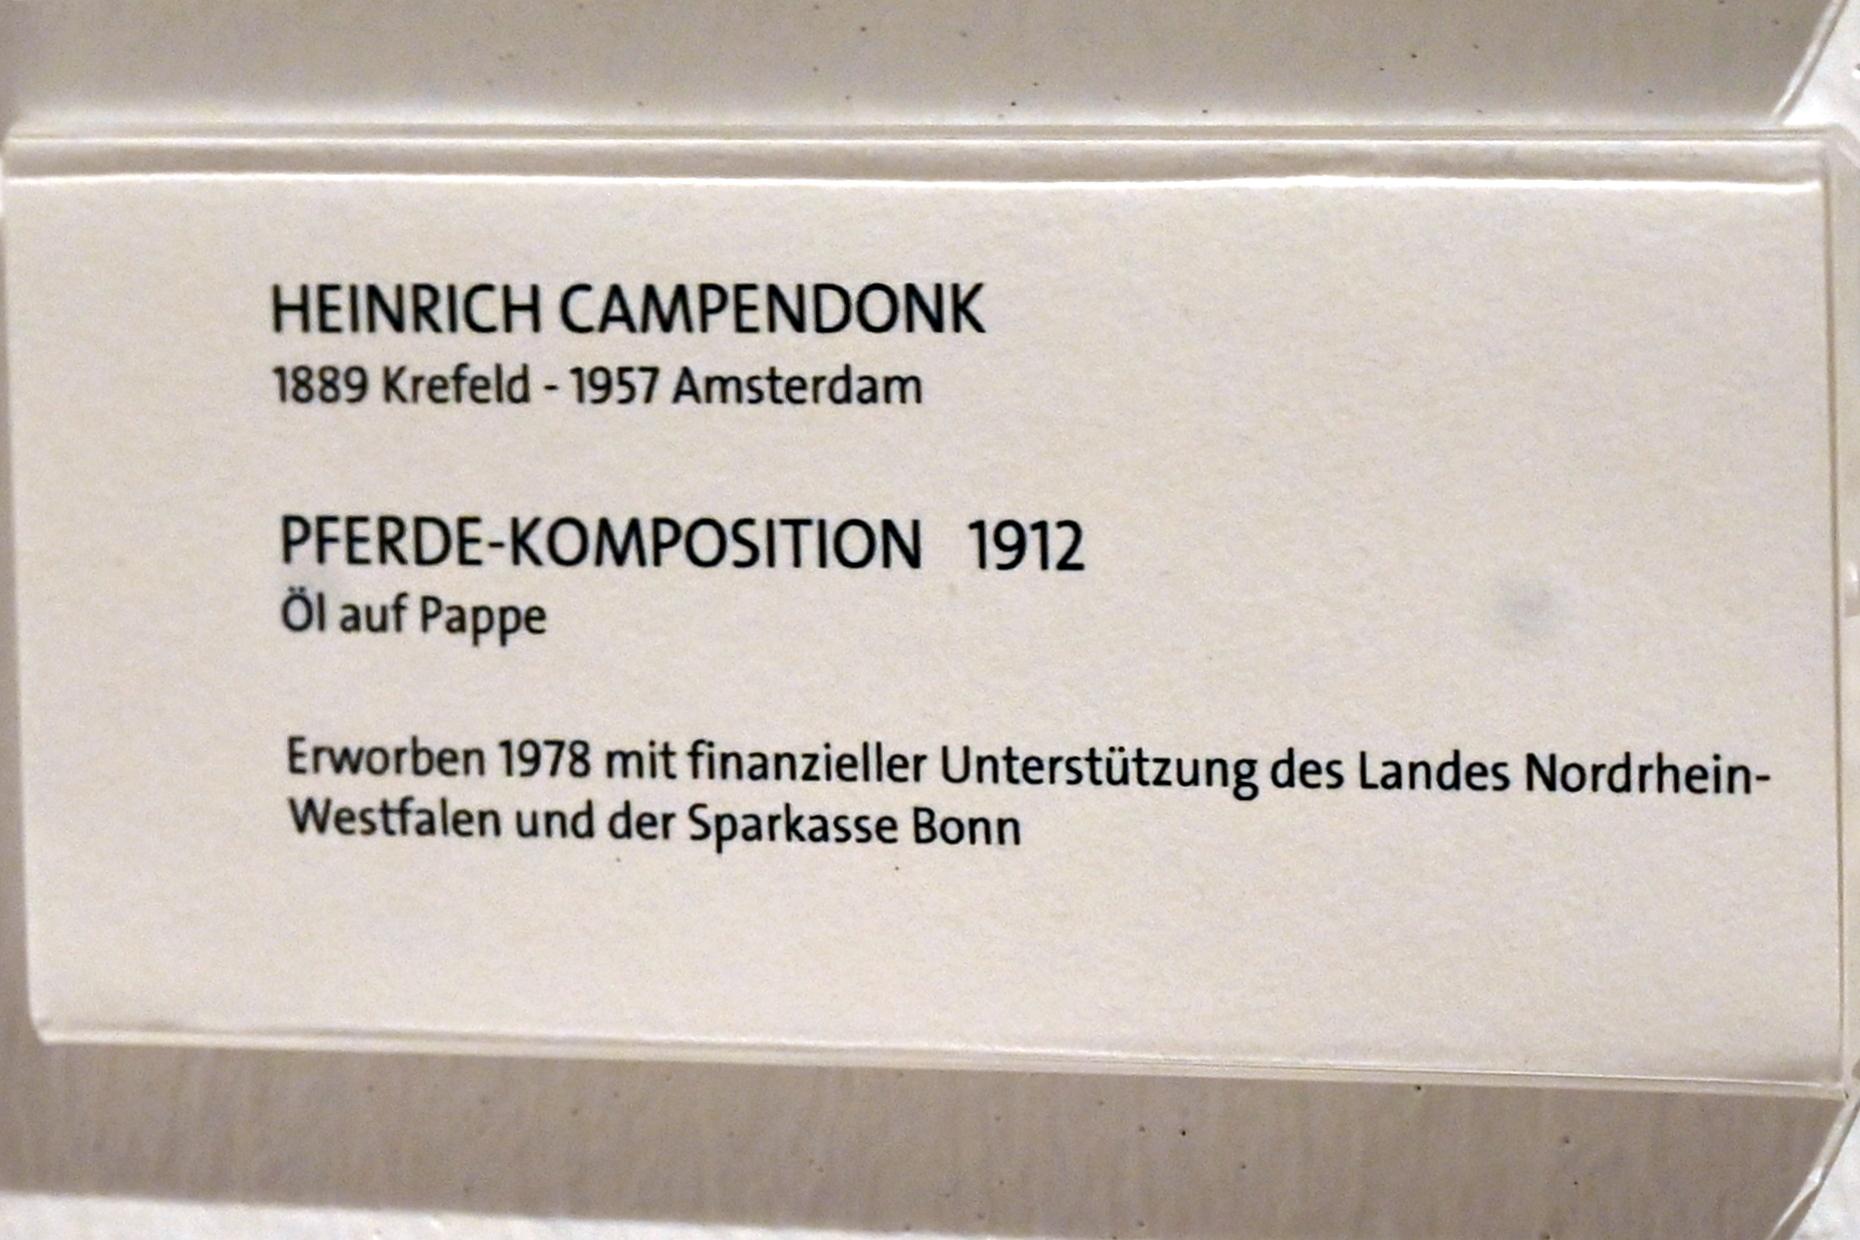 HEINRICH CAMPENDONK
1889 Krefeld - 1957 Amsterdam
PFERDE-KOMPOSITION 1912
Öl auf Pappe
Erworben 1978 mit finanzieller Unterstützung des Landes Nordrhein-
Westfalen und der Sparkasse Bonn